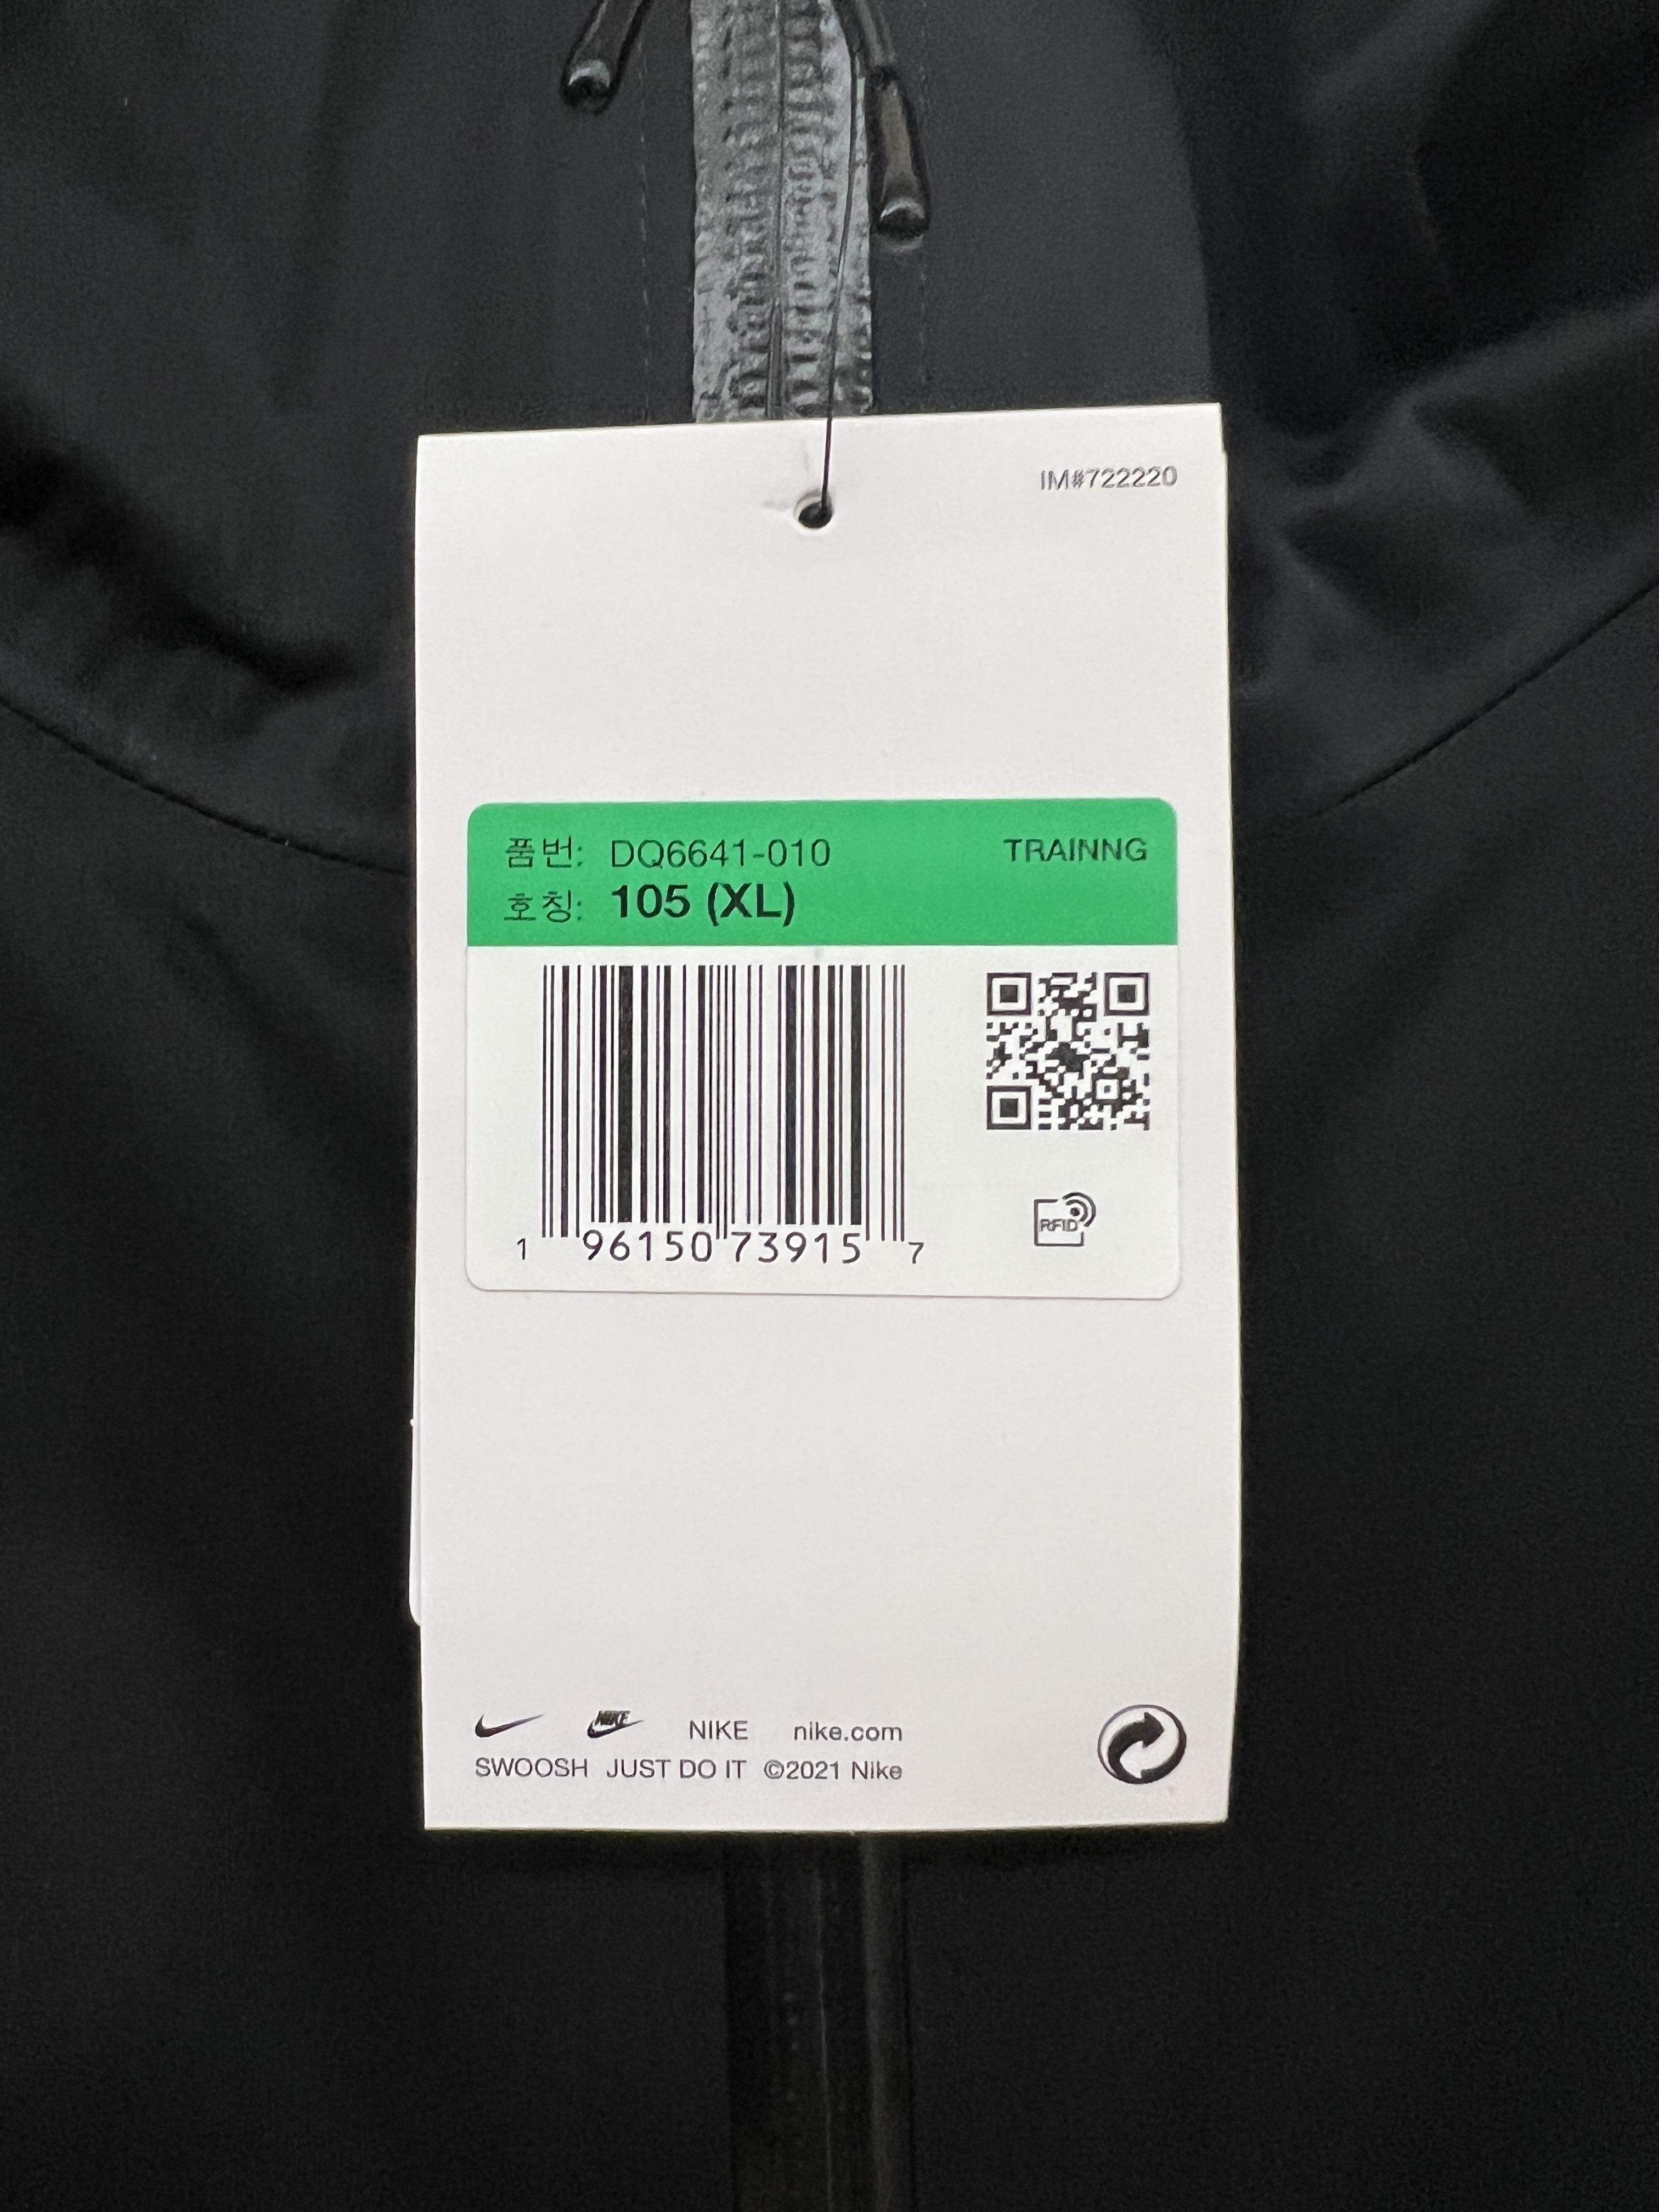 IM#722220
품번: DQ6641-010 TRAINNG
호칭: 105 (XL)
1 96150 73915 7
RFID
NIKE NIKE nike.com
SWOOSH JUST DO IT ©2021 Nike